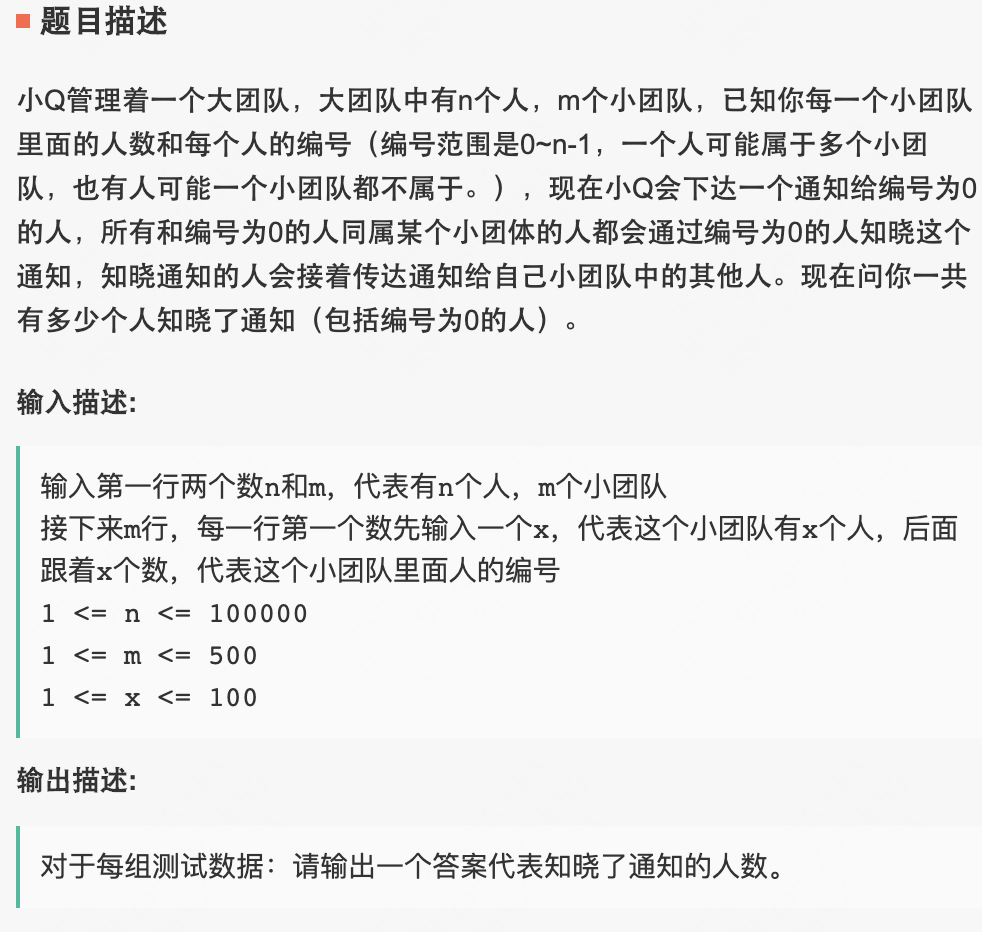 题目描述
小Q管理着一个大团队，大团队中有n个人，m个小团队，已知你每一个小团队
里面的人数和每个人的编号（编号范围是0~n-1，一个人可能属于多个小团
队，也有人可能一个小团队都不属于。），现在小Q会下达一个通知给编号为0
的人，所有和编号为0的人同属某个小团体的人都会通过编号为0的人知晓这个
通知，知晓通知的人会接着传达通知给自己小团队中的其他人。现在问你一共
有多少个人知晓了通知（包括编号为0的人）。
输入描述:
输入第一行两个数n和m，代表有n个人，m个小团队
接下来m行，每一行第一个数先输入一个x，代表这个小团队有x个人，后面
跟着x个数，代表这个小团队里面人的编号
1 <= n <= 100000
1 <= m <= 500
1 <= x <= 100
输出描述:
对于每组测试数据：请输出一个答案代表知晓了通知的人数。